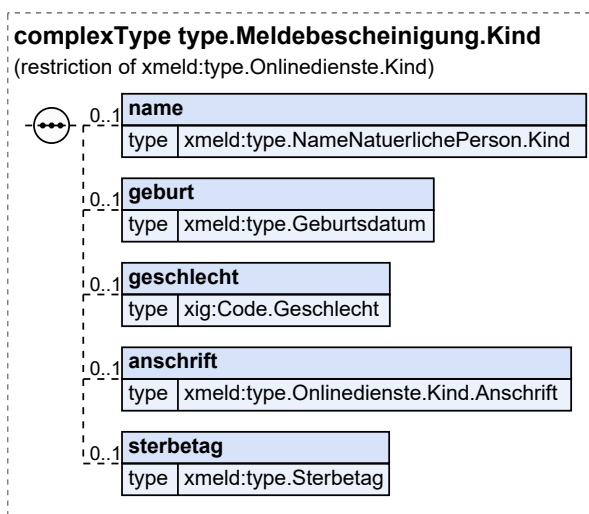 complexType type.Meldebescheinigung.Kind
(restriction of xmeld:type.Onlinedienste.Kind)
0..1 name
type xmeld:type.NameNatuerlichePerson.Kind
0..1 geburt
type xmeld:type.Geburtsdatum
0..1 geschlecht
type xig:Code.Geschlecht
0..1 anschrift
type xmeld:type.Onlinedienste.Kind.Anschrift
0..1 sterbetag
type xmeld:type.Sterbetag